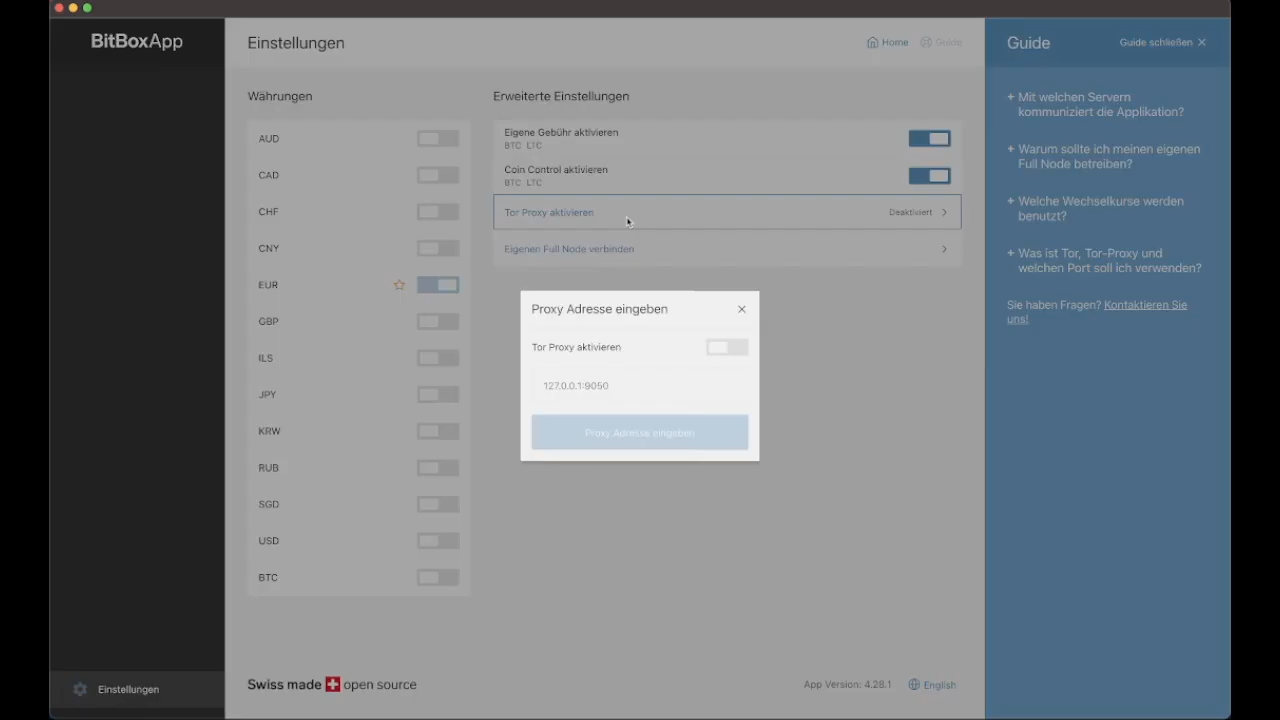 BitBoxApp
Einstellungen
Home
Guide
Währungen
AUD
CAD
CHF
CNY
EUR
GBP
ILS
JPY
KRW
RUB
SGD
USD
BTC
Erweiterte Einstellungen
Eigene Gebühr aktivieren
BTC LTC
Coin Control aktivieren
BTC LTC
Tor Proxy aktivieren
Deaktiviert
Eigenen Full Node verbinden
Proxy Adresse eingeben
Tor Proxy aktivieren
127.0.0.1:9050
Proxy Adresse eingeben
Guide
Guide schließen
+ Mit welchen Servern
kommuniziert die Applikation?
+ Warum sollte ich meinen eigenen
Full Node betreiben?
+ Welche Wechselkurse werden
benutzt?
+ Was ist Tor, Tor-Proxy und
welchen Port soll ich verwenden?
Sie haben Fragen? Kontaktieren Sie
uns!
Einstellungen
Swiss made open source
App Version: 4.28.1
English